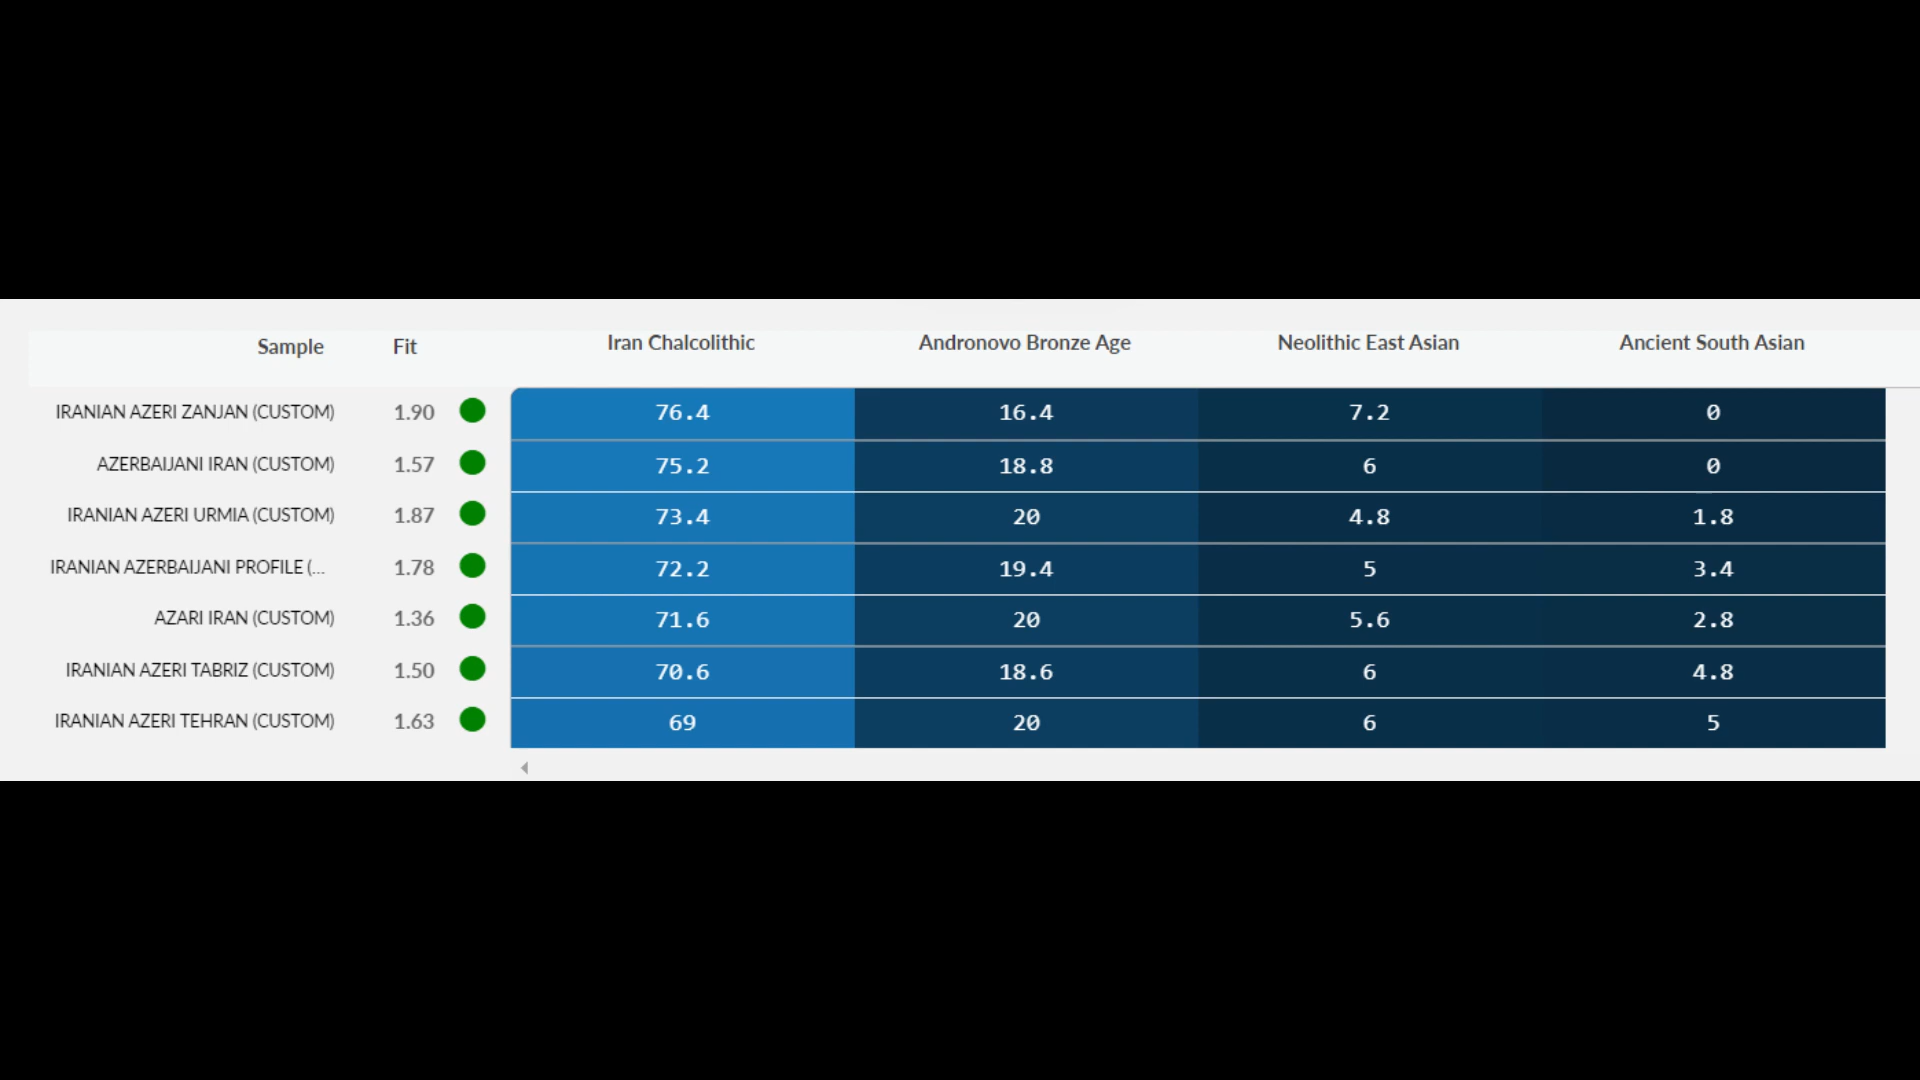 Sample Fit Iran Chalcolithic Andronovo Bronze Age Neolithic East Asian Ancient South Asian
IRANIAN AZERI ZANJAN (CUSTOM) 1.90 76.4 16.4 7.2 0
AZERBAIJANI IRAN (CUSTOM) 1.57 75.2 18.8 6 0
IRANIAN AZERI URMIA (CUSTOM) 1.87 73.4 20 4.8 1.8
IRANIAN AZERBAIJANI PROFILE (... 1.78 72.2 19.4 5 3.4
AZARI IRAN (CUSTOM) 1.36 71.6 20 5.6 2.8
IRANIAN AZERI TABRIZ (CUSTOM) 1.50 70.6 18.6 6 4.8
IRANIAN AZERI TEHRAN (CUSTOM) 1.63 69 20 6 5